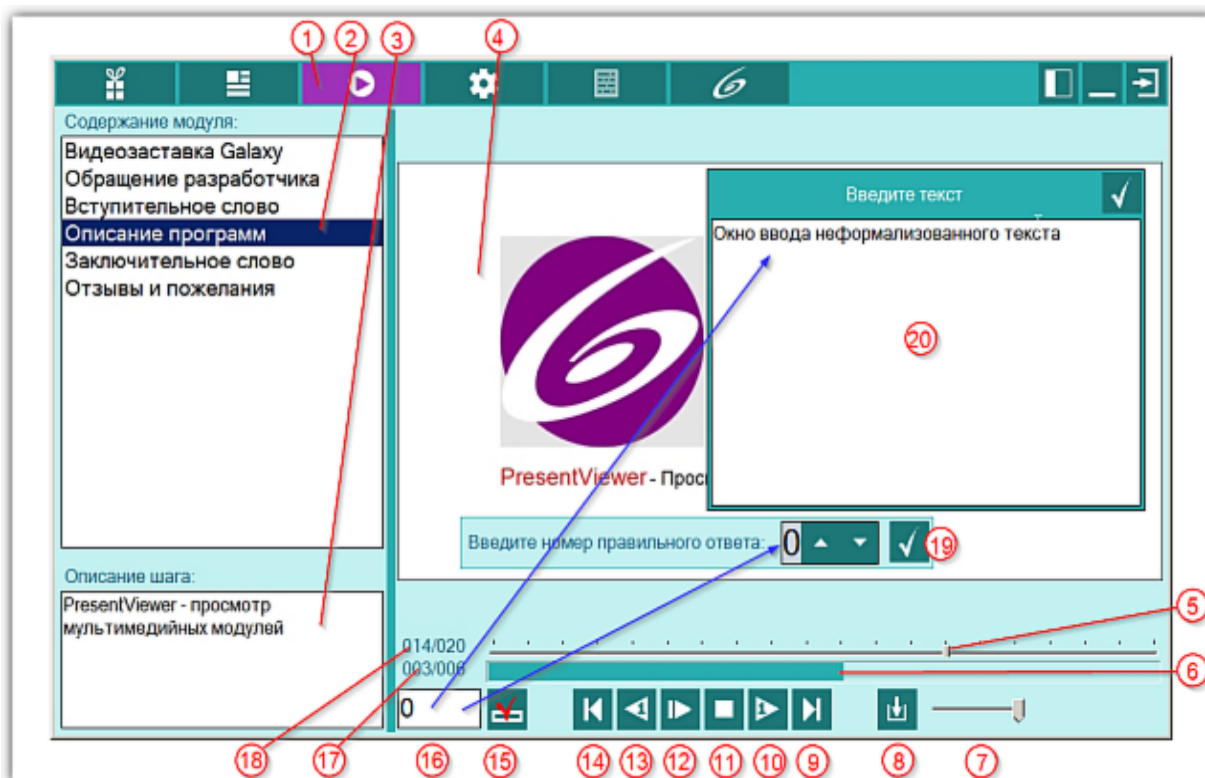 1 2 3 4
Содержание модуля:
Видеозаставка Galaxy
Обращение разработчика
Вступительное слово
Описание программ
Заключительное слово
Отзывы и пожелания
Введите текст
Окно ввода неформализованного текста
20
PresentViewer - Прос
Введите номер правильного ответа: 0
19
Описание шага:
PresentViewer - просмотр
мультимедийных модулей
5
014/020
003/006
6
0
1 1
18 17 16 15 14 13 12 11 10 9 8 7